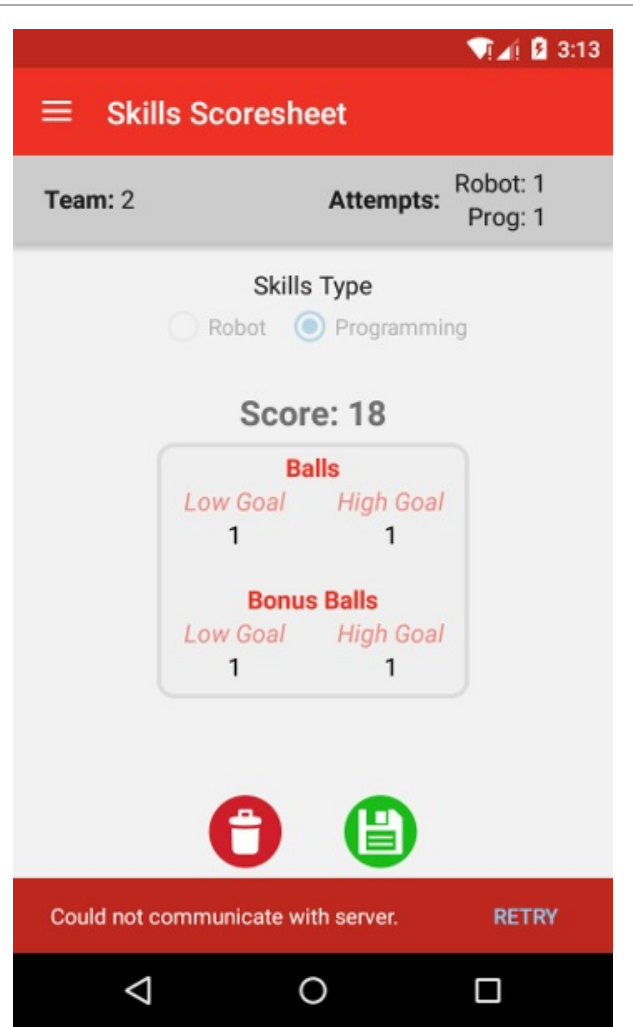 3:13
Skills Scoresheet
Team: 2
Attempts:
Robot: 1
Prog: 1
Skills Type
Robot Programming
Score: 18
Balls
Low Goal High Goal
1 1
Bonus Balls
Low Goal High Goal
1 1
Could not communicate with server. RETRY